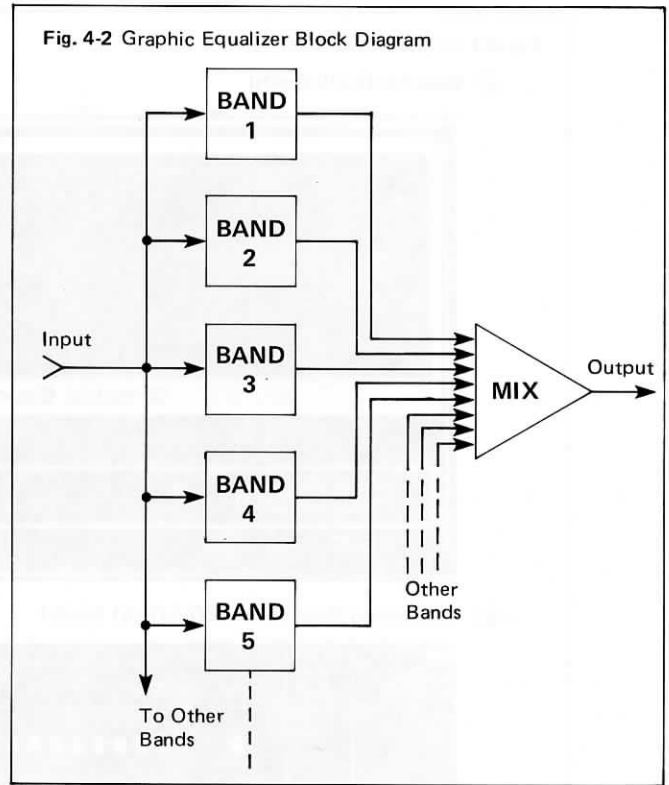 Fig. 4-2 Graphic Equalizer Block Diagram
BAND
1
BAND
2
Input
BAND
3
MIX
Output
BAND
4
Other
Bands
BAND
5
To Other
Bands